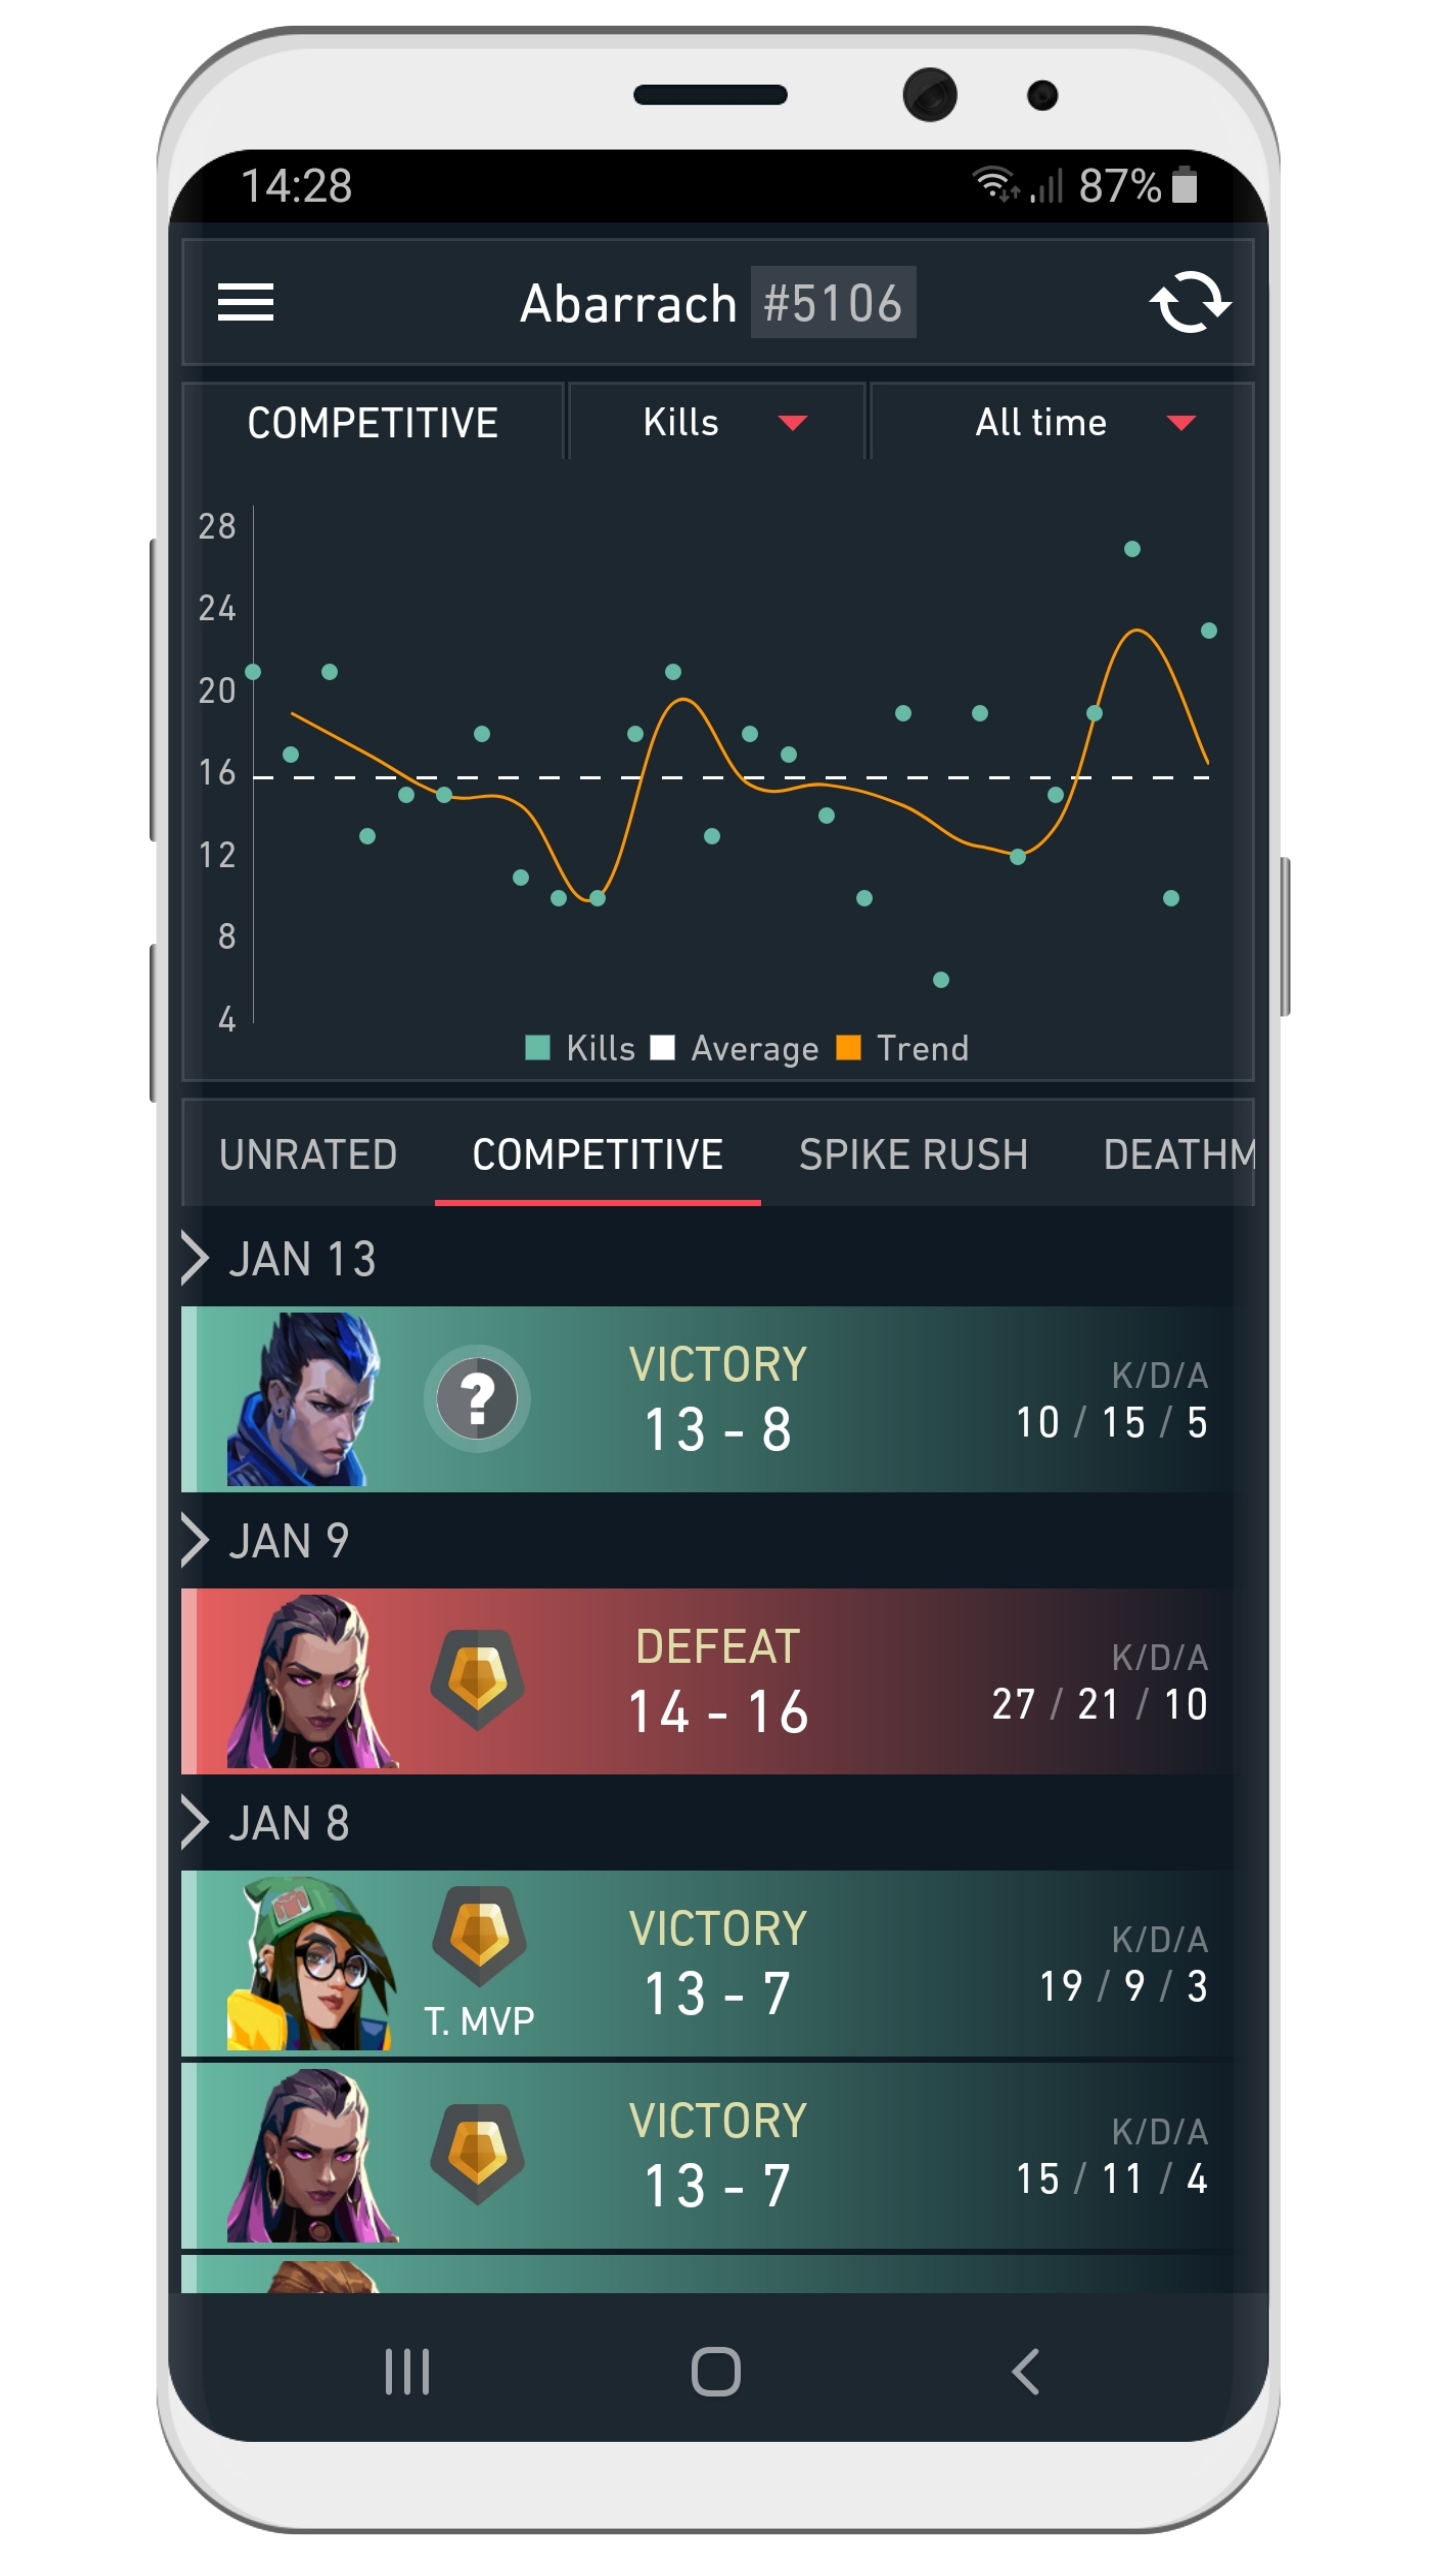 14:28 87%
Abarrach #5106
COMPETITIVE Kills All time
28
24
20
16
12
8
4
Kills Average Trend
UNRATED COMPETITIVE SPIKE RUSH DEATHM
JAN 13
VICTORY
13 - 8
K/D/A
10 / 15 / 5
?
JAN 9
DEFEAT
14 - 16
K/D/A
27 / 21 / 10
JAN 8
VICTORY
13 - 7
K/D/A
19 / 9 / 3
T. MVP
VICTORY
13 - 7
K/D/A
15 / 11 / 4